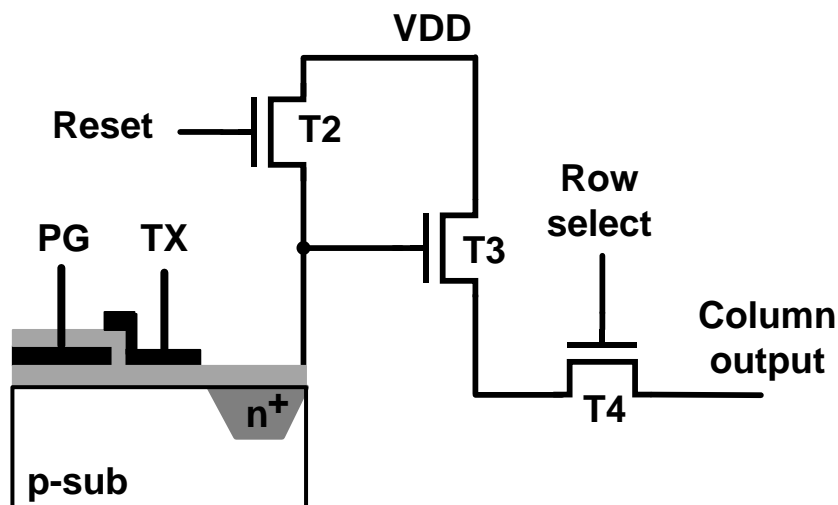 VDD
Reset
T2
Row
select
PG
TX
T3
Column
output
T4
n+
p-sub